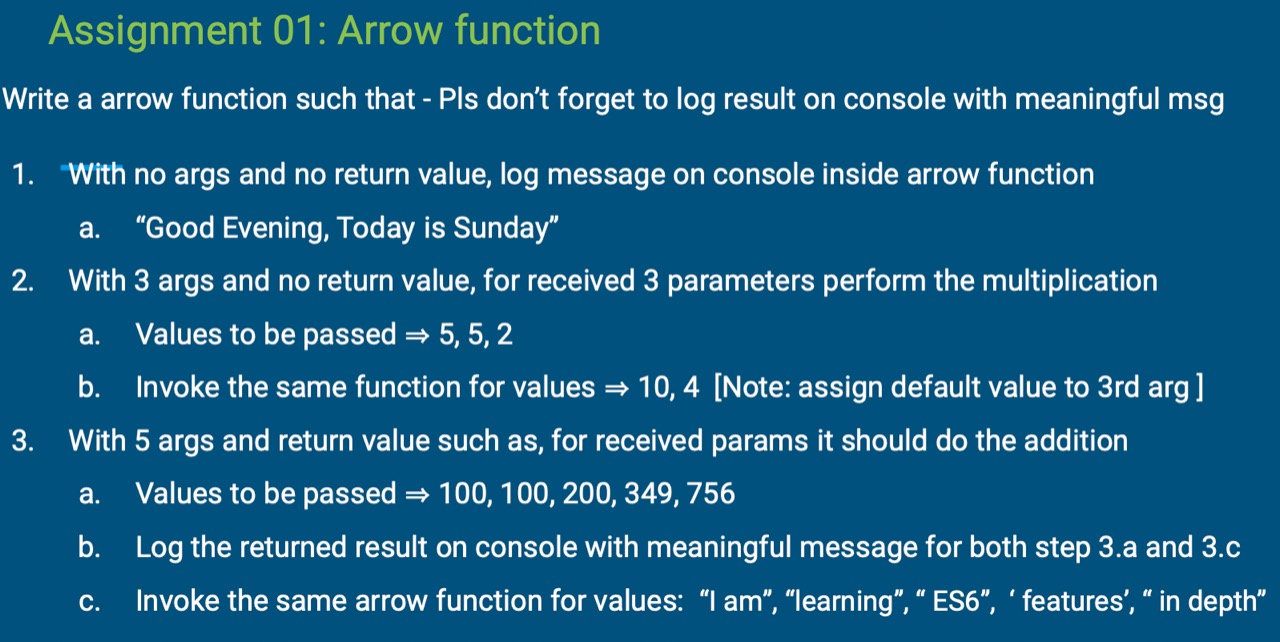 Assignment 01: Arrow function
Write a arrow function such that - Pls don’t forget to log result on console with meaningful msg
1. With no args and no return value, log message on console inside arrow function
a. “Good Evening, Today is Sunday”
2. With 3 args and no return value, for received 3 parameters perform the multiplication
a. Values to be passed ⇒ 5, 5, 2
b. Invoke the same function for values ⇒ 10, 4 [Note: assign default value to 3rd arg ]
3. With 5 args and return value such as, for received params it should do the addition
a. Values to be passed ⇒ 100, 100, 200, 349, 756
b. Log the returned result on console with meaningful message for both step 3.a and 3.c
c. Invoke the same arrow function for values: “I am”, “learning”, “ ES6”, ‘ features’, “ in depth”